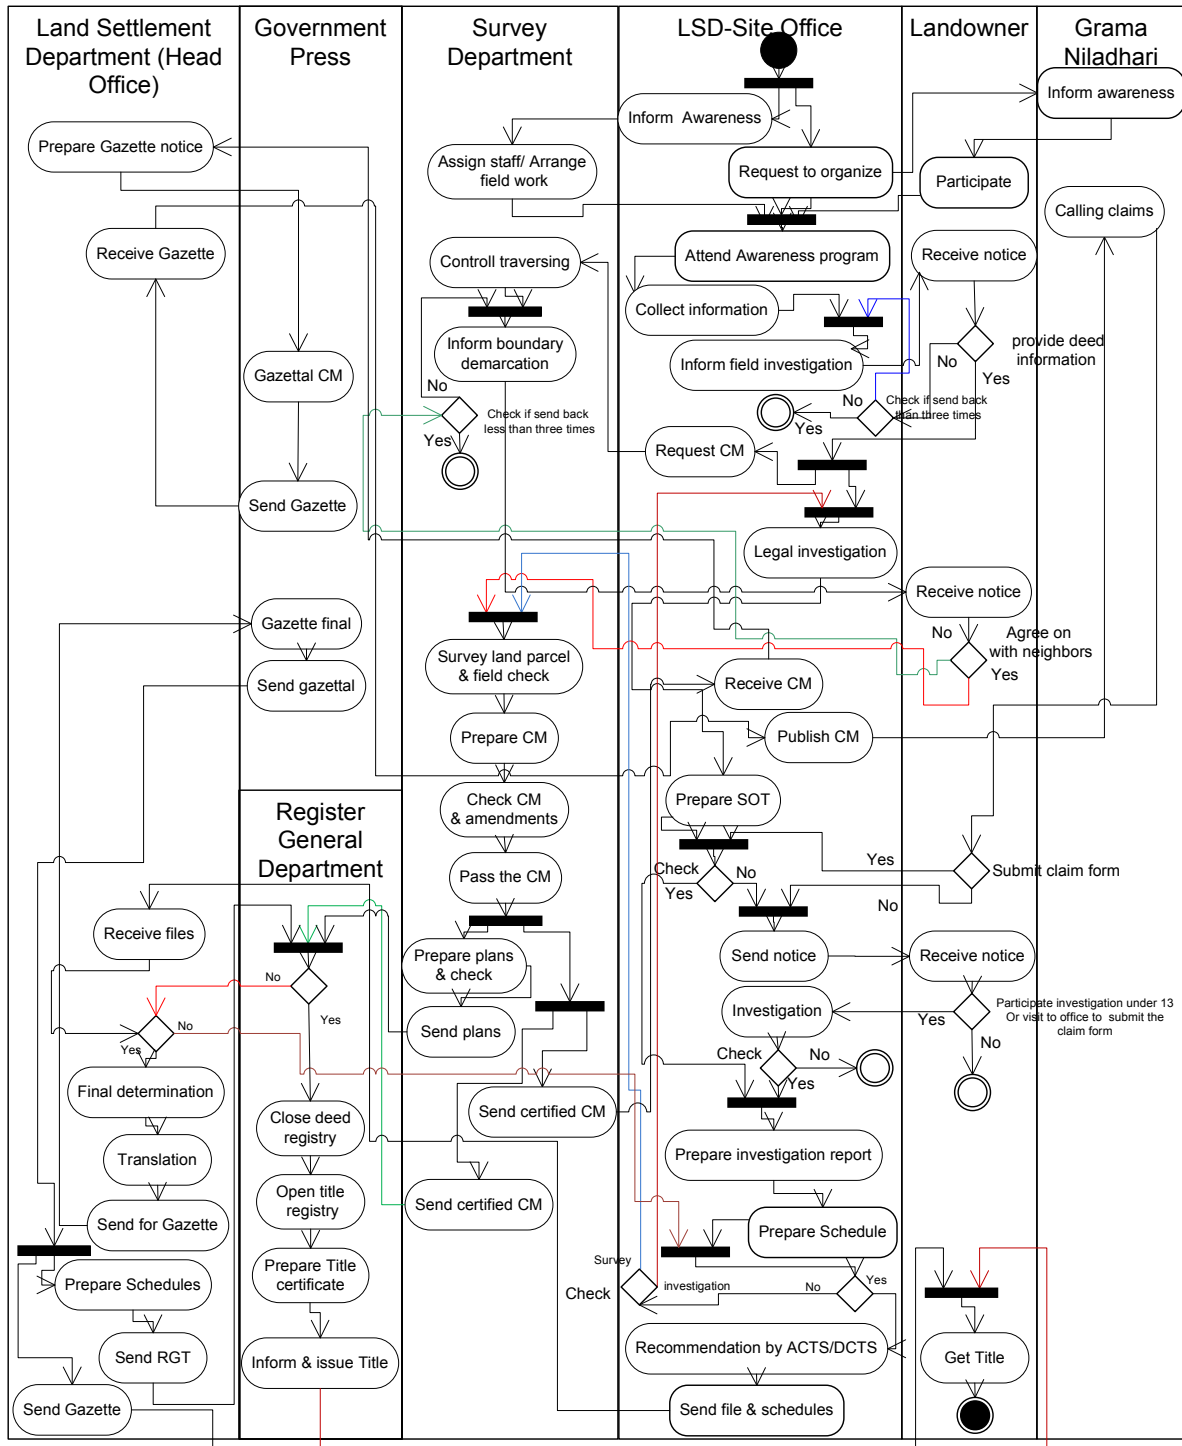 Land Settlement
Department (Head
Office)
Government
Press
Survey
Department
LSD-Site Office
Landowner
Grama
Niladhari
Inform awareness
Inform  Awareness
Prepare Gazette notice
Assign staff/ Arrange
field work
Request to organize
Participate
Calling claims
Receive Gazette
Controll traversing
Attend Awareness program
Receive notice
Collect information
Inform boundary
demarcation
Inform field investigation
provide deed
information
No
Yes
Gazettal CM
No
Check if send back
less than three times
Yes
No
Check if send back
than three times
Yes
Request CM
Send Gazette
Legal investigation
Receive notice
Gazette final
No
Agree on
with neighbors
Yes
Survey land parcel
& field check
Send gazettal
Receive CM
Prepare CM
Publish CM
Register
General
Department
Check CM
& amendments
Prepare SOT
Pass the CM
Check
Yes
No
Yes
Submit claim form
No
Receive files
Prepare plans
& check
Send notice
Receive notice
No
Yes
Send plans
Investigation
Yes
Participate investigation under 13
Or visit to office to  submit the
claim form
No
No
Yes
Check
No
Yes
Final determination
Close deed
registry
Send certified CM
Translation
Prepare investigation report
Open title
registry
Send certified CM
Send for Gazette
Prepare Schedule
Prepare Schedules
Prepare Title
certificate
Survey
Check
investigation
No
Yes
Send RGT
Inform & issue Title
Recommendation by ACTS/DCTS
Get Title
Send Gazette
Send file & schedules